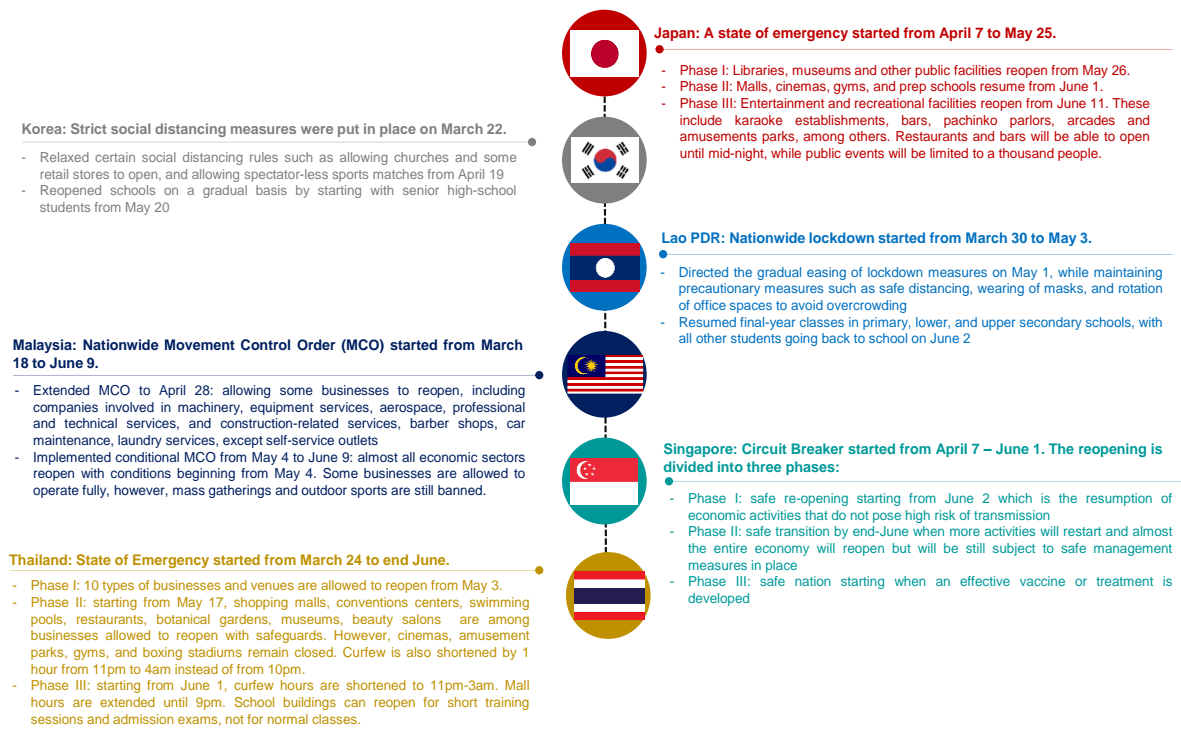 Japan: A state of emergency started from April 7 to May 25.
- Phase I: Libraries, museums and other public facilities reopen from May 26.
- Phase II: Malls, cinemas, gyms, and prep schools resume from June 1.
- Phase III: Entertainment and recreational facilities reopen from June 11. These
include karaoke establishments, bars, pachinko parlors, arcades and
amusements parks, among others. Restaurants and bars will be able to open
until mid-night, while public events will be limited to a thousand people.
Korea: Strict social distancing measures were put in place on March 22.
- Relaxed certain social distancing rules such as allowing churches and some
retail stores to open, and allowing spectator-less sports matches from April 19
- Reopened schools on a gradual basis by starting with senior high-school
students from May 20
Lao PDR: Nationwide lockdown started from March 30 to May 3.
- Directed the gradual easing of lockdown measures on May 1, while maintaining
precautionary measures such as safe distancing, wearing of masks, and rotation
of office spaces to avoid overcrowding
- Resumed final-year classes in primary, lower, and upper secondary schools, with
all other students going back to school on June 2
Malaysia: Nationwide Movement Control Order (MCO) started from March
18 to June 9.
- Extended MCO to April 28: allowing some businesses to reopen, including
companies involved in machinery, equipment services, aerospace, professional
and technical services, and construction-related services, barber shops, car
maintenance, laundry services, except self-service outlets
- Implemented conditional MCO from May 4 to June 9: almost all economic sectors
reopen with conditions beginning from May 4. Some businesses are allowed to
operate fully, however, mass gatherings and outdoor sports are still banned.
Singapore: Circuit Breaker started from April 7 – June 1. The reopening is
divided into three phases:
- Phase I: safe re-opening starting from June 2 which is the resumption of
economic activities that do not pose high risk of transmission
- Phase II: safe transition by end-June when more activities will restart and almost
the entire economy will reopen but will be still subject to safe management
measures in place
- Phase III: safe nation starting when an effective vaccine or treatment is
developed
Thailand: State of Emergency started from March 24 to end June.
- Phase I: 10 types of businesses and venues are allowed to reopen from May 3.
- Phase II: starting from May 17, shopping malls, conventions centers, swimming
pools, restaurants, botanical gardens, museums, beauty salons are among
businesses allowed to reopen with safeguards. However, cinemas, amusement
parks, gyms, and boxing stadiums remain closed. Curfew is also shortened by 1
hour from 11pm to 4am instead of from 10pm.
- Phase III: starting from June 1, curfew hours are shortened to 11pm-3am. Mall
hours are extended until 9pm. School buildings can reopen for short training
sessions and admission exams, not for normal classes.